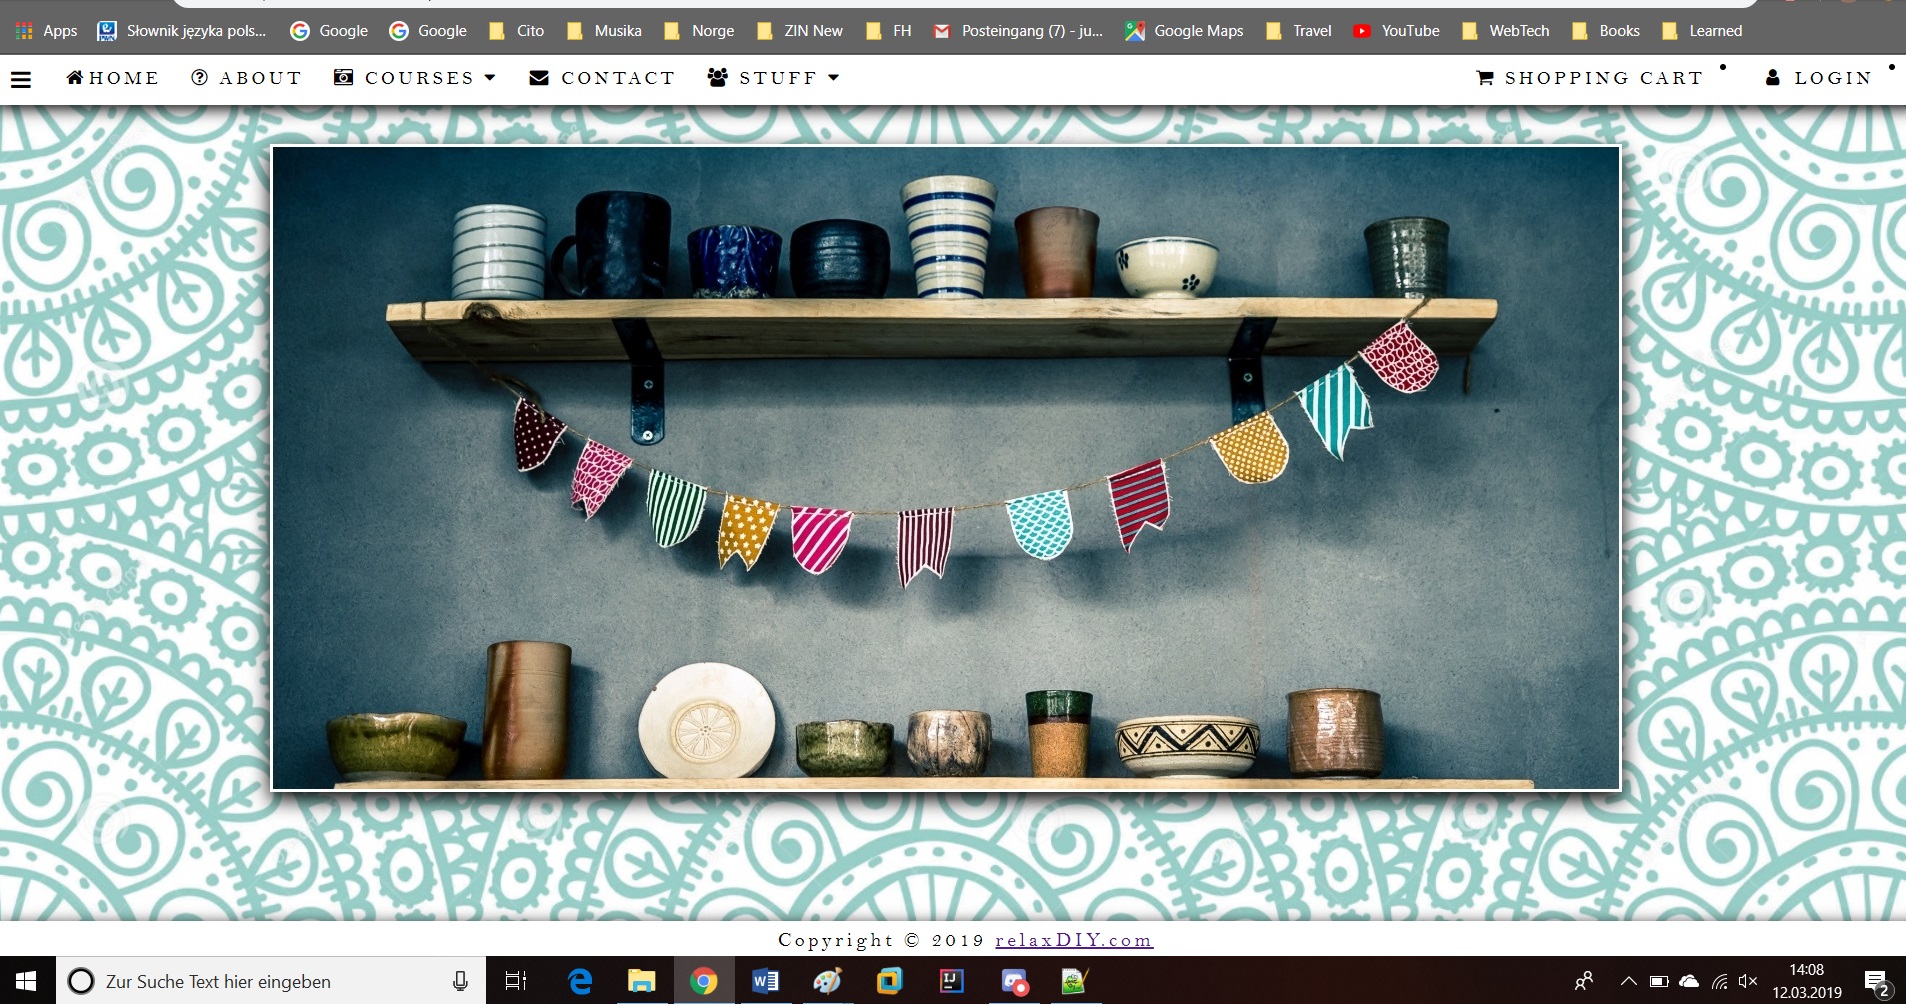 Apps Słownik języka pols... Google Google Cito Musika Norge ZIN New FH Posteingang (7) - ju... Google Maps Travel YouTube WebTech Books Learned
HOME ABOUT COURSES CONTACT STUFF SHOPPING CART LOGIN
Copyright © 2019 relaxDIY.com
Zur Suche Text hier eingeben
14:08
12.03.2019
2